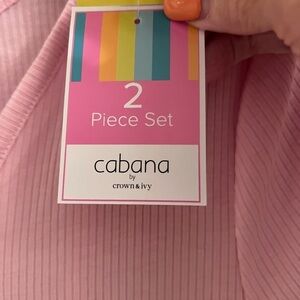 2
Piece Set
cabana
by
crown & ivy